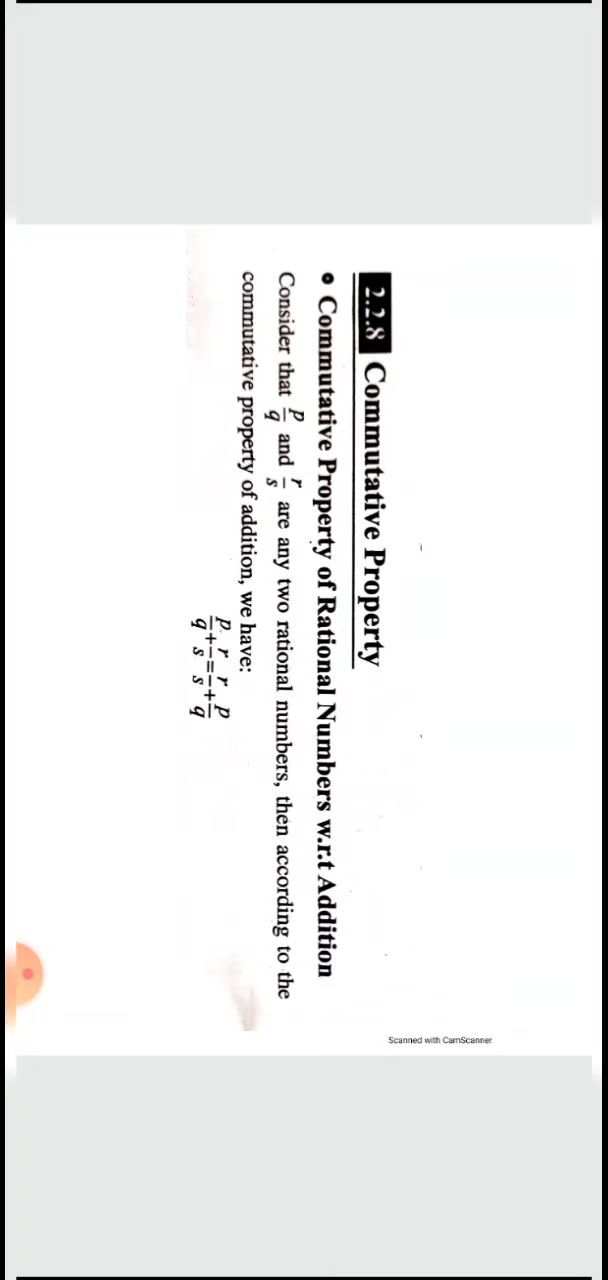 2.2.8 Commutative Property
• Commutative Property of Rational Numbers w.r.t Addition
Consider that p/q and r/s are any two rational numbers, then according to the
commutative property of addition, we have:
p/q + r/s = r/s + p/q
Scanned with CamScanner